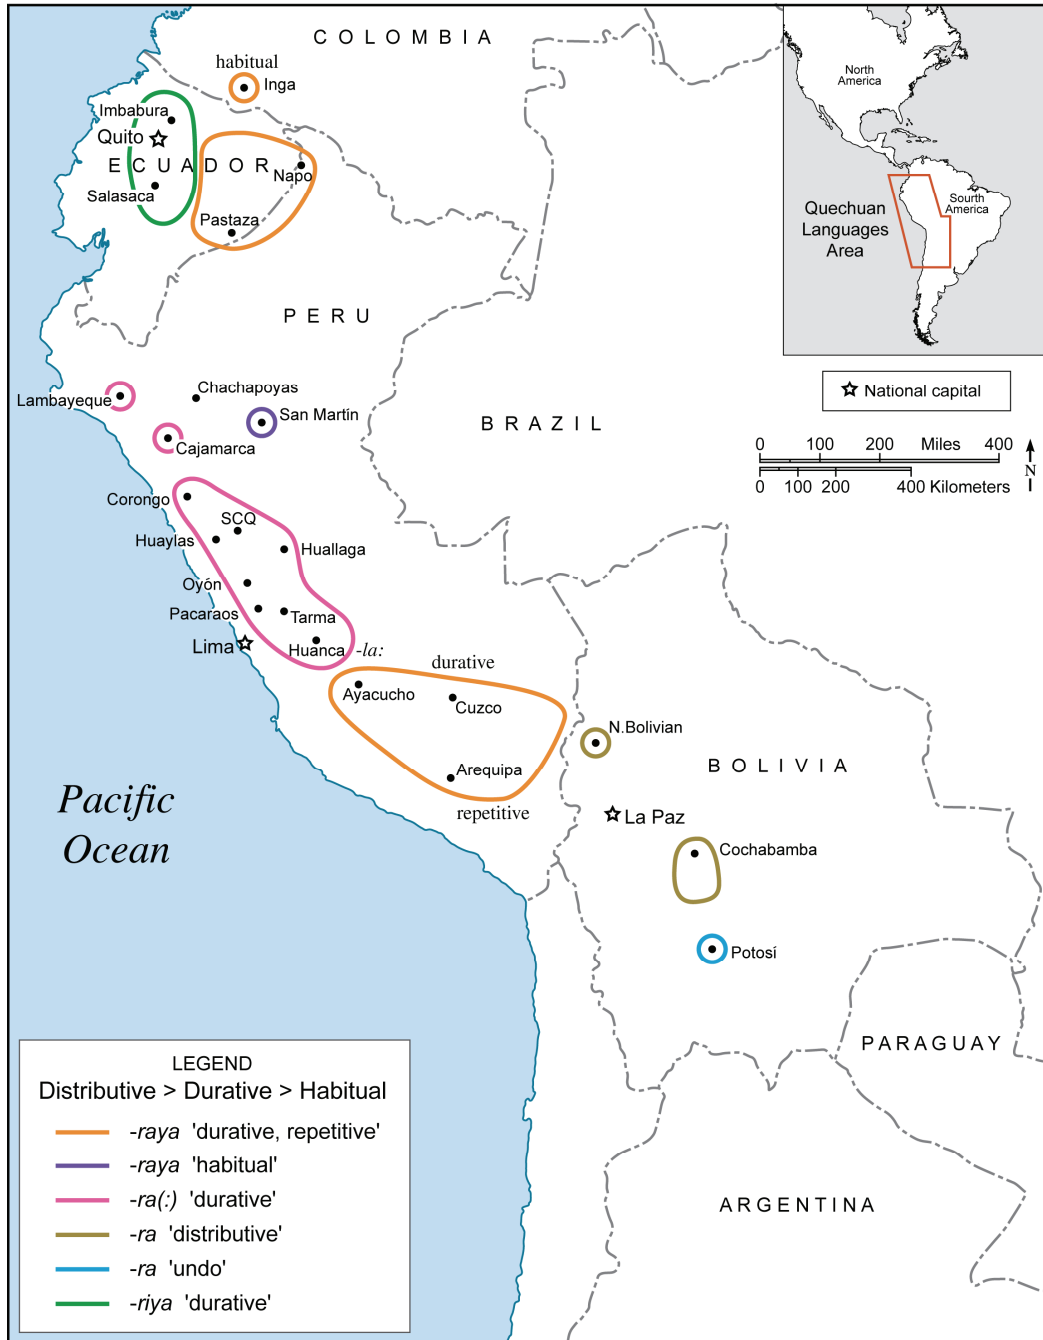 COLOMBIA
habitual
Inga
Imbabura
Quito
ECUADOR
Napo
Salasaca
Pastaza
North
America
Sourth
America
Quechuan
Languages
Area
PERU
Chachapoyas
Lambayeque
San Martín
Cajamarca
BRAZIL
National capital
0 100 200 Miles 400
0 100 200 400 Kilometers
N
Corongo
SCQ
Huaylas
Huallaga
Oyón
Pacaraos
Tarma
Lima
Huanca -la:
durative
Ayacucho
Cuzco
N.Bolivian
Arequipa
BOLIVIA
repetitive
Pacific
Ocean
La Paz
Cochabamba
Potosí
PARAGUAY
ARGENTINA
LEGEND
Distributive > Durative > Habitual
-raya 'durative, repetitive'
-raya 'habitual'
-ra(:) 'durative'
-ra 'distributive'
-ra 'undo'
-riya 'durative'